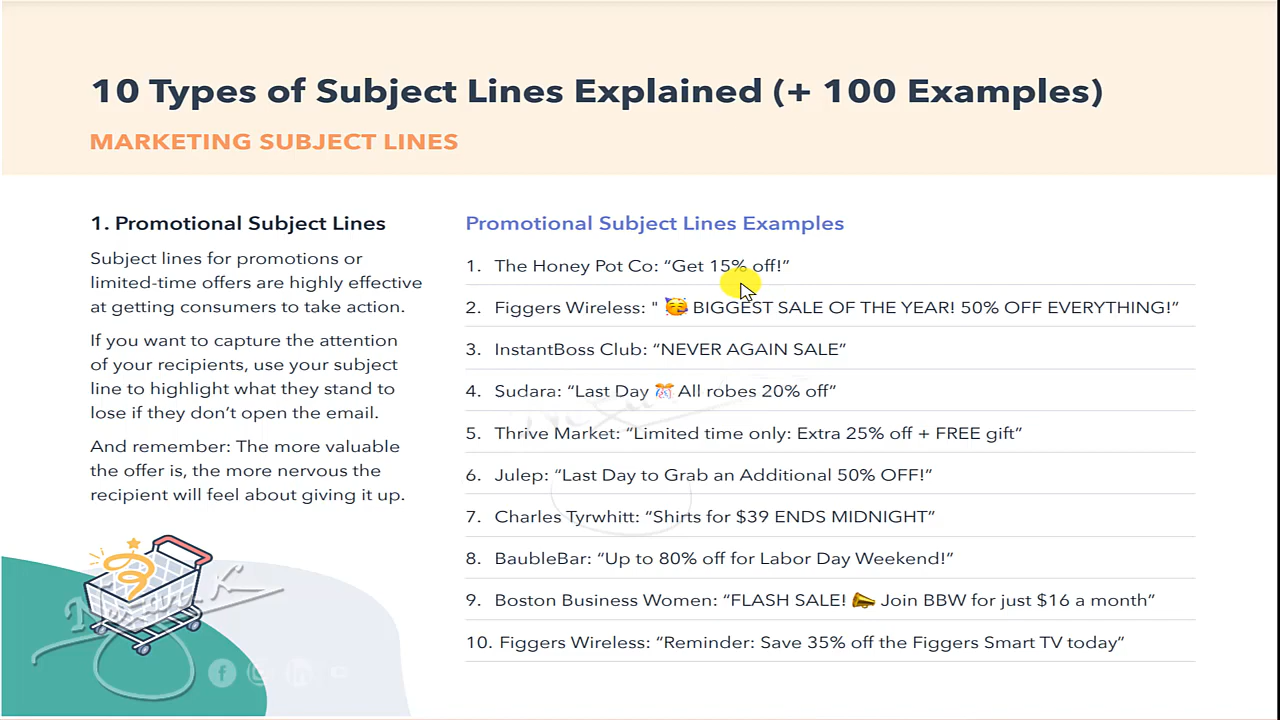 10 Types of Subject Lines Explained (+ 100 Examples)
MARKETING SUBJECT LINES
1. Promotional Subject Lines
Subject lines for promotions or
limited-time offers are highly effective
at getting consumers to take action.
If you want to capture the attention
of your recipients, use your subject
line to highlight what they stand to
lose if they don’t open the email.
And remember: The more valuable
the offer is, the more nervous the
recipient will feel about giving it up.
Promotional Subject Lines Examples
1. The Honey Pot Co: “Get 15% off!”
2. Figgers Wireless: " 🥳 BIGGEST SALE OF THE YEAR! 50% OFF EVERYTHING!”
3. InstantBoss Club: “NEVER AGAIN SALE”
4. Sudara: “Last Day 🎊 All robes 20% off”
5. Thrive Market: “Limited time only: Extra 25% off + FREE gift”
6. Julep: “Last Day to Grab an Additional 50% OFF!”
7. Charles Tyrwhitt: “Shirts for $39 ENDS MIDNIGHT”
8. BaubleBar: “Up to 80% off for Labor Day Weekend!”
9. Boston Business Women: “FLASH SALE! 📣 Join BBW for just $16 a month”
10. Figgers Wireless: “Reminder: Save 35% off the Figgers Smart TV today”